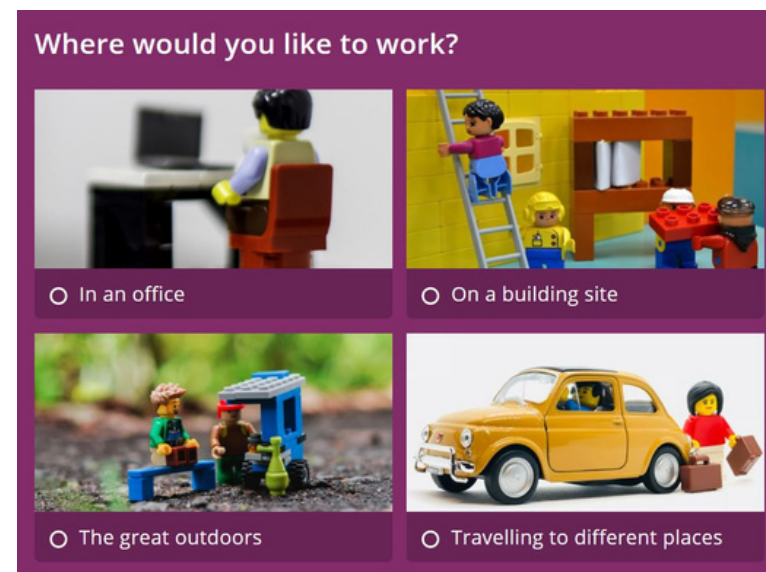 Where would you like to work?
In an office
On a building site
The great outdoors
Travelling to different places